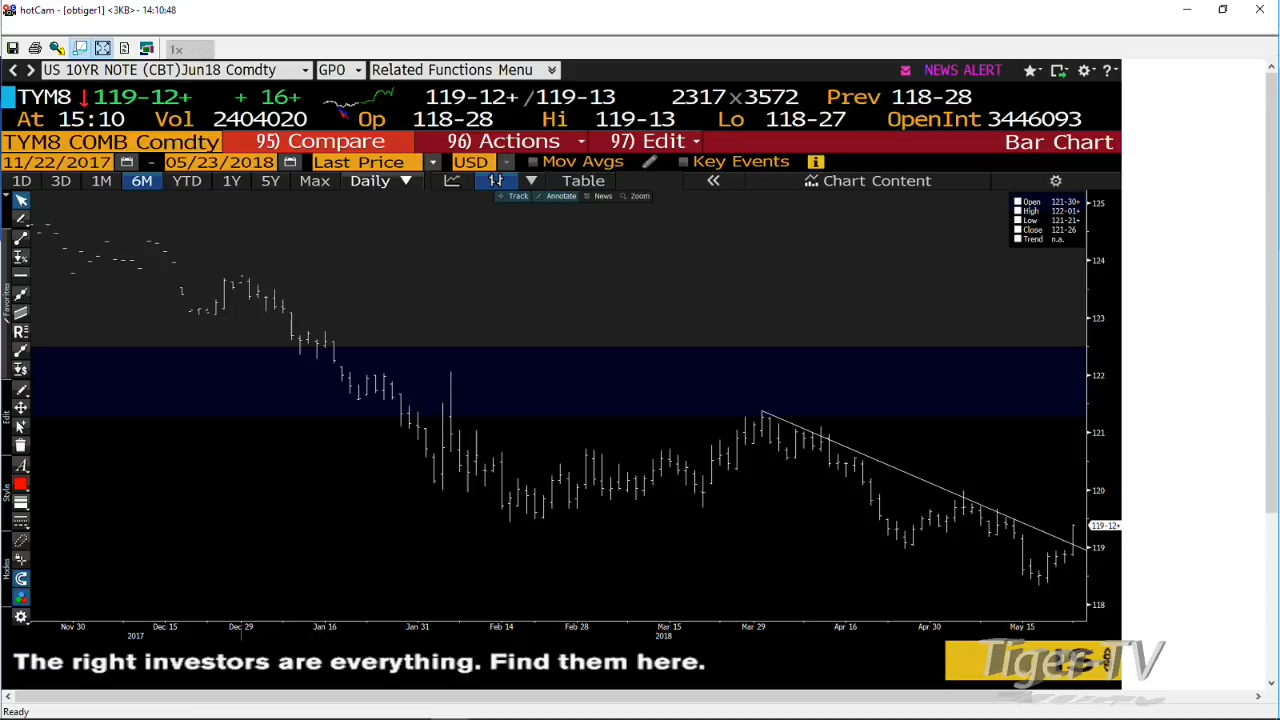 hotCam - [obtiger1] <3KB> - 14:10:48
1x
US 10YR NOTE (CBT)Jun18 Comdty GPO Related Functions Menu NEWS ALERT
TYM8 ↓119-12+ + 16+ 119-12+/119-13 2317x3572 Prev 118-28
At 15:10 Vol 2404020 Op 118-28 Hi 119-13 Lo 118-27 OpenInt 3446093
TYM8 COMB Comdty 95) Compare 96) Actions 97) Edit Bar Chart
11/22/2017 - 05/23/2018 Last Price USD Mov Avgs Key Events
1D 3D 1M 6M YTD 1Y 5Y Max Daily ▼ Table « Chart Content
Track Annotate News Zoom
Open 121-30+
High 122-01+
Low 121-21+
Close 121-26
Trend n.a.
125
124
123
122
121
120
119-12+
119
118
Favorites
Edit
Style
Modes
Nov 30 Dec 15 Dec 29 Jan 16 Jan 31 Feb 14 Feb 28 Mar 15 Mar 29 Apr 16 Apr 30 May 15
2017 2018
The right investors are everything. Find them here.
Tiger-TV
Ready